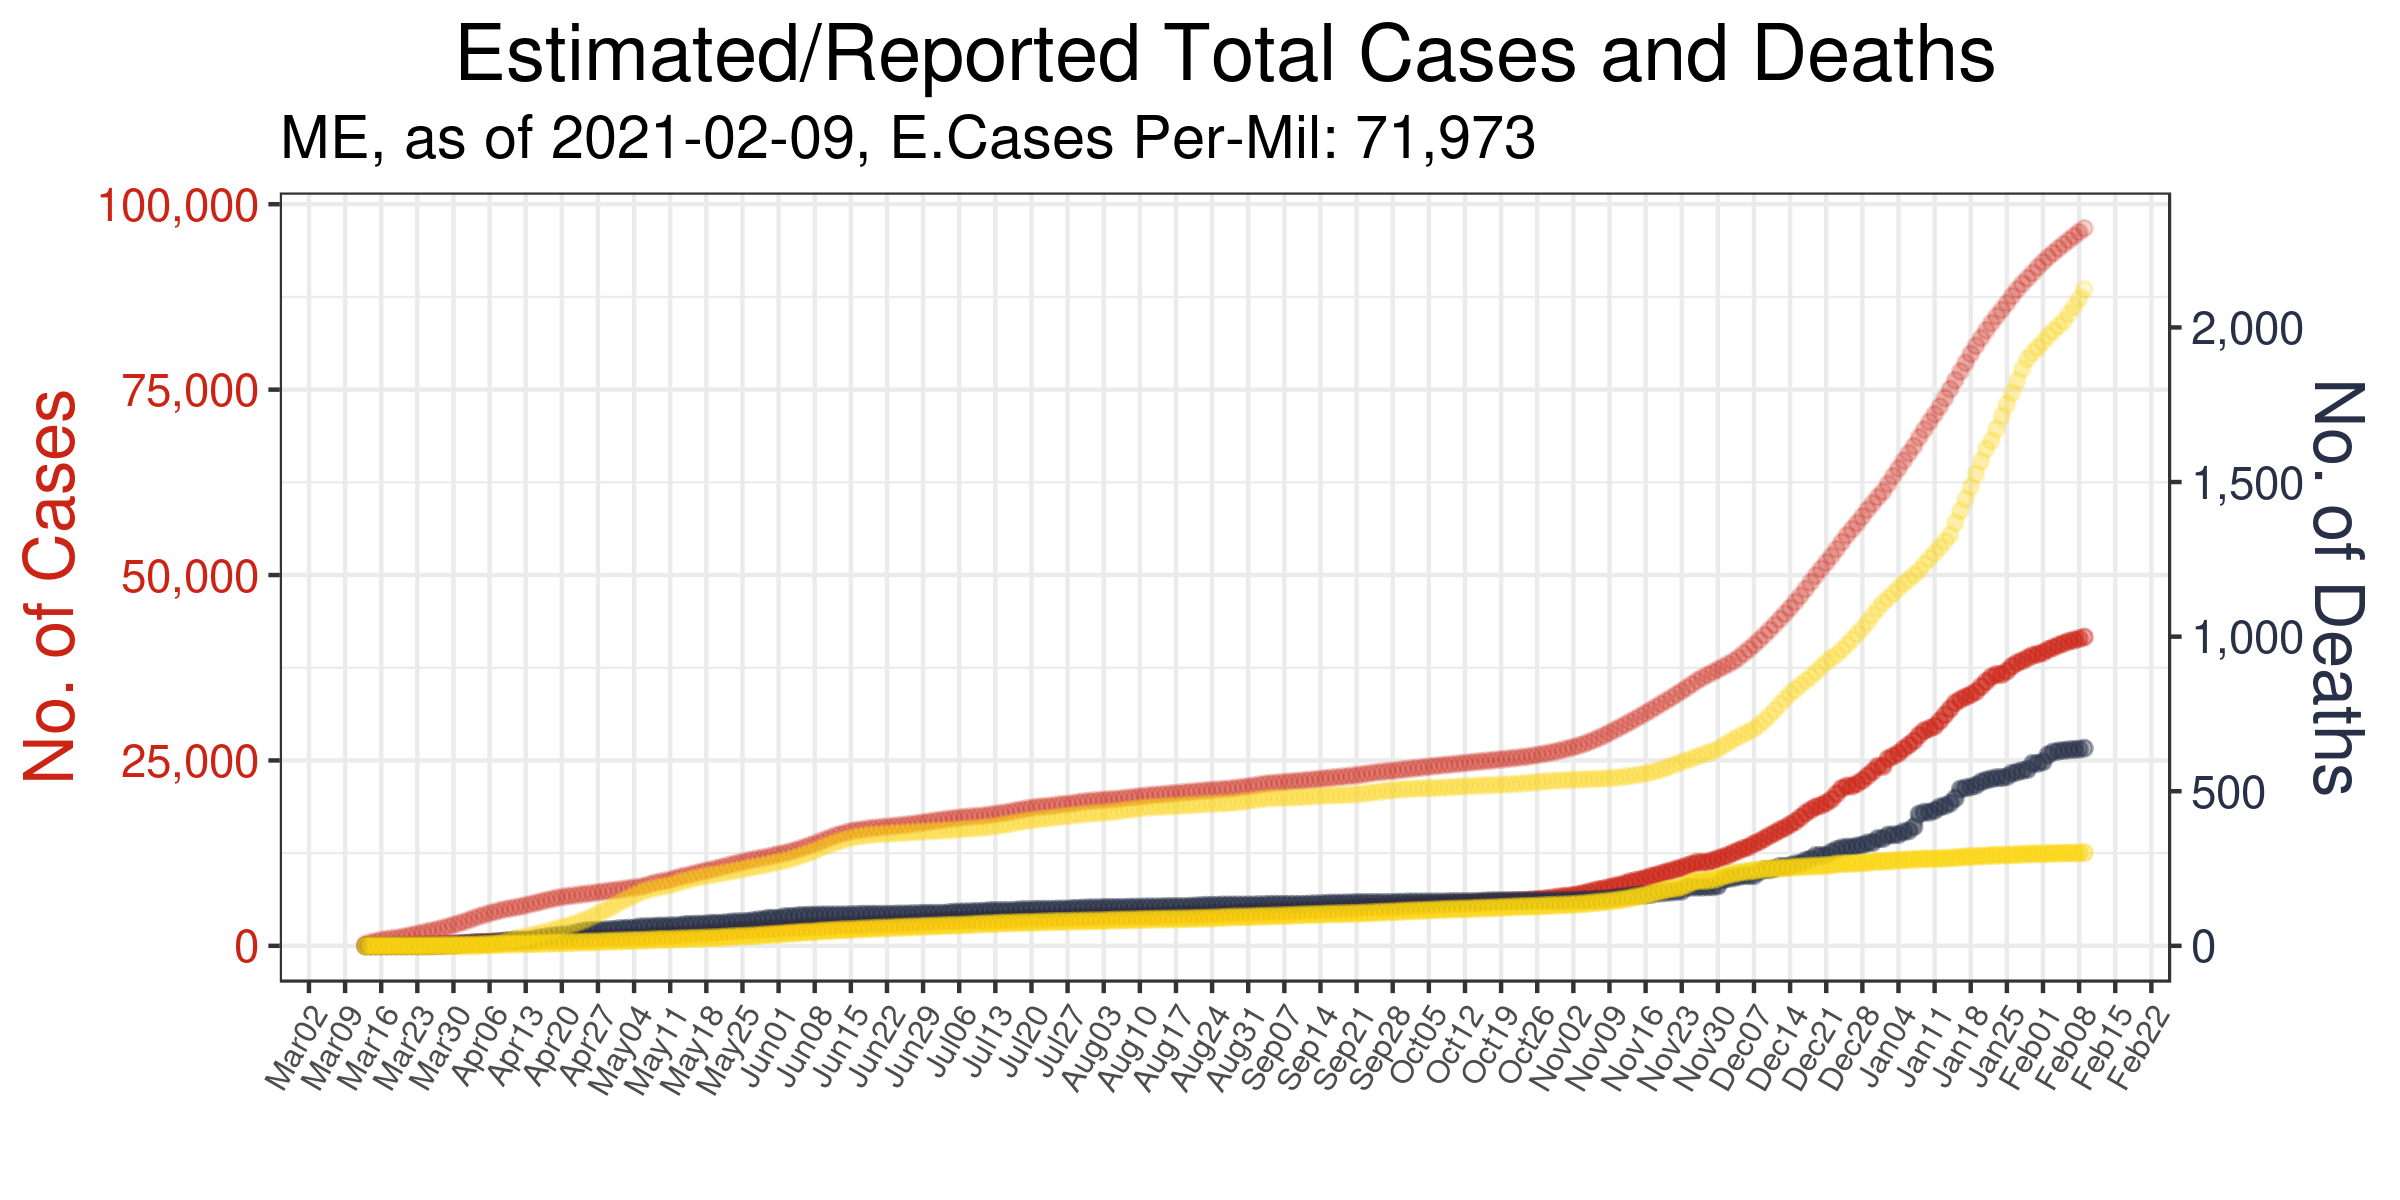 Estimated/Reported Total Cases and Deaths
ME, as of 2021-02-09, E.Cases Per-Mil: 71,973
No. of Cases
100,000
75,000
50,000
25,000
0
2,000
1,500
1,000
500
0
No. of Deaths
Mar02
Mar09
Mar16
Mar23
Mar30
Apr06
Apr13
Apr20
Apr27
May04
May11
May18
May25
Jun01
Jun08
Jun15
Jun22
Jun29
Jul06
Jul13
Jul20
Jul27
Aug03
Aug10
Aug17
Aug24
Aug31
Sep07
Sep14
Sep21
Sep28
Oct05
Oct12
Oct19
Oct26
Nov02
Nov09
Nov16
Nov23
Nov30
Dec07
Dec14
Dec21
Dec28
Jan04
Jan11
Jan18
Jan25
Feb01
Feb08
Feb15
Feb22